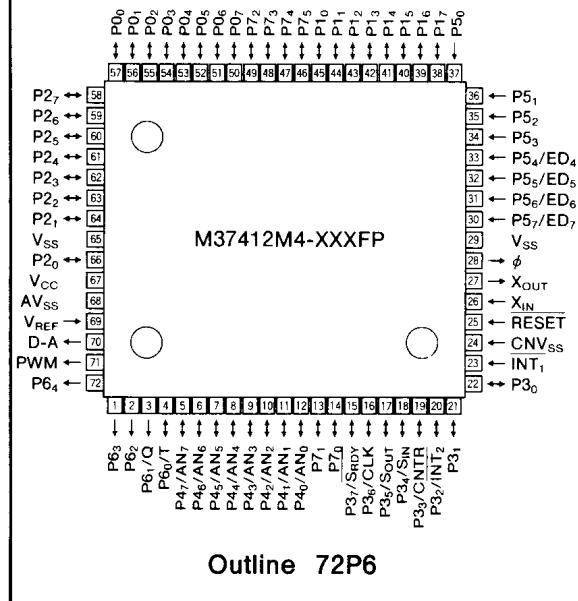 P0₀ P0₁ P0₂ P0₃ P0₄ P0₅ P0₆ P0₇ P7₂ P7₃ P7₄ P7₅ P1₀ P1₁ P1₂ P1₃ P1₄ P1₅ P1₆ P1₇ P5₀
57 56 55 54 53 52 51 50 49 48 47 46 45 44 43 42 41 40 39 38 37
P2₇ ↔ 58
P2₆ ↔ 59
P2₅ ↔ 60
P2₄ ↔ 61
P2₃ ↔ 62
P2₂ ↔ 63
P2₁ ↔ 64
V_SS 65
P2₀ ↔ 66
V_CC 67
AV_SS 68
V_REF → 69
D-A ← 70
PWM ← 71
P6₄ ← 72
M37412M4-XXXFP
36 ← P5₁
35 ← P5₂
34 ← P5₃
33 ← P5₄/ED₄
32 ← P5₅/ED₅
31 ← P5₆/ED₆
30 ← P5₇/ED₇
29 V_SS
28 → ϕ
27 → X_OUT
26 ← X_IN
25 ← RESET
24 ← CNV_SS
23 ← INT₁
22 ↔ P3₀
1 2 3 4 5 6 7 8 9 10 11 12 13 14 15 16 17 18 19 20 21
P6₃ P6₂ P6₁/Q P6₀/T P4₇/AN₇ P4₆/AN₆ P4₅/AN₅ P4₄/AN₄ P4₃/AN₃ P4₂/AN₂ P4₁/AN₁ P4₀/AN₀ P7₁ P7₀ P3₇/S_RDY P3₆/CLK P3₅/S_OUT P3₄/S_IN P3₃/CNTR P3₂/INT₂ P3₁
Outline 72P6